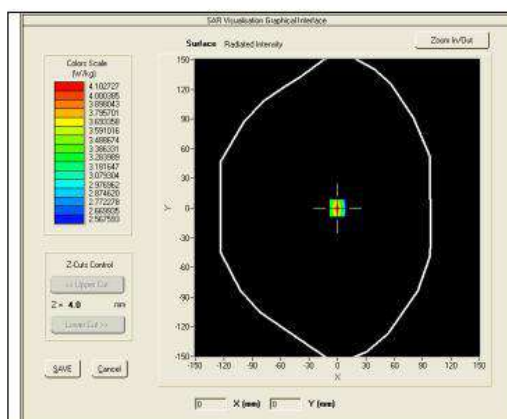 SAR Visualisation Graphical Interface
Surface Radiated Intensity
Zoom In/Out
Colors Scale
(W/kg)
4.102727
4.000385
3.898043
3.795701
3.693358
3.591016
3.488674
3.386331
3.283989
3.181647
3.079304
2.976962
2.874620
2.772278
2.669935
2.567593
Z-Cuts Control
<< Upper Cut
Z = 4.0 mm
Lower Cut >>
SAVE Cancel
Y
150
120
90
60
30
0
-30
-60
-90
-120
-150
-150 -120 -90 -60 -30 0 30 60 90 120 150
X
0 X (mm) 0 Y (mm)